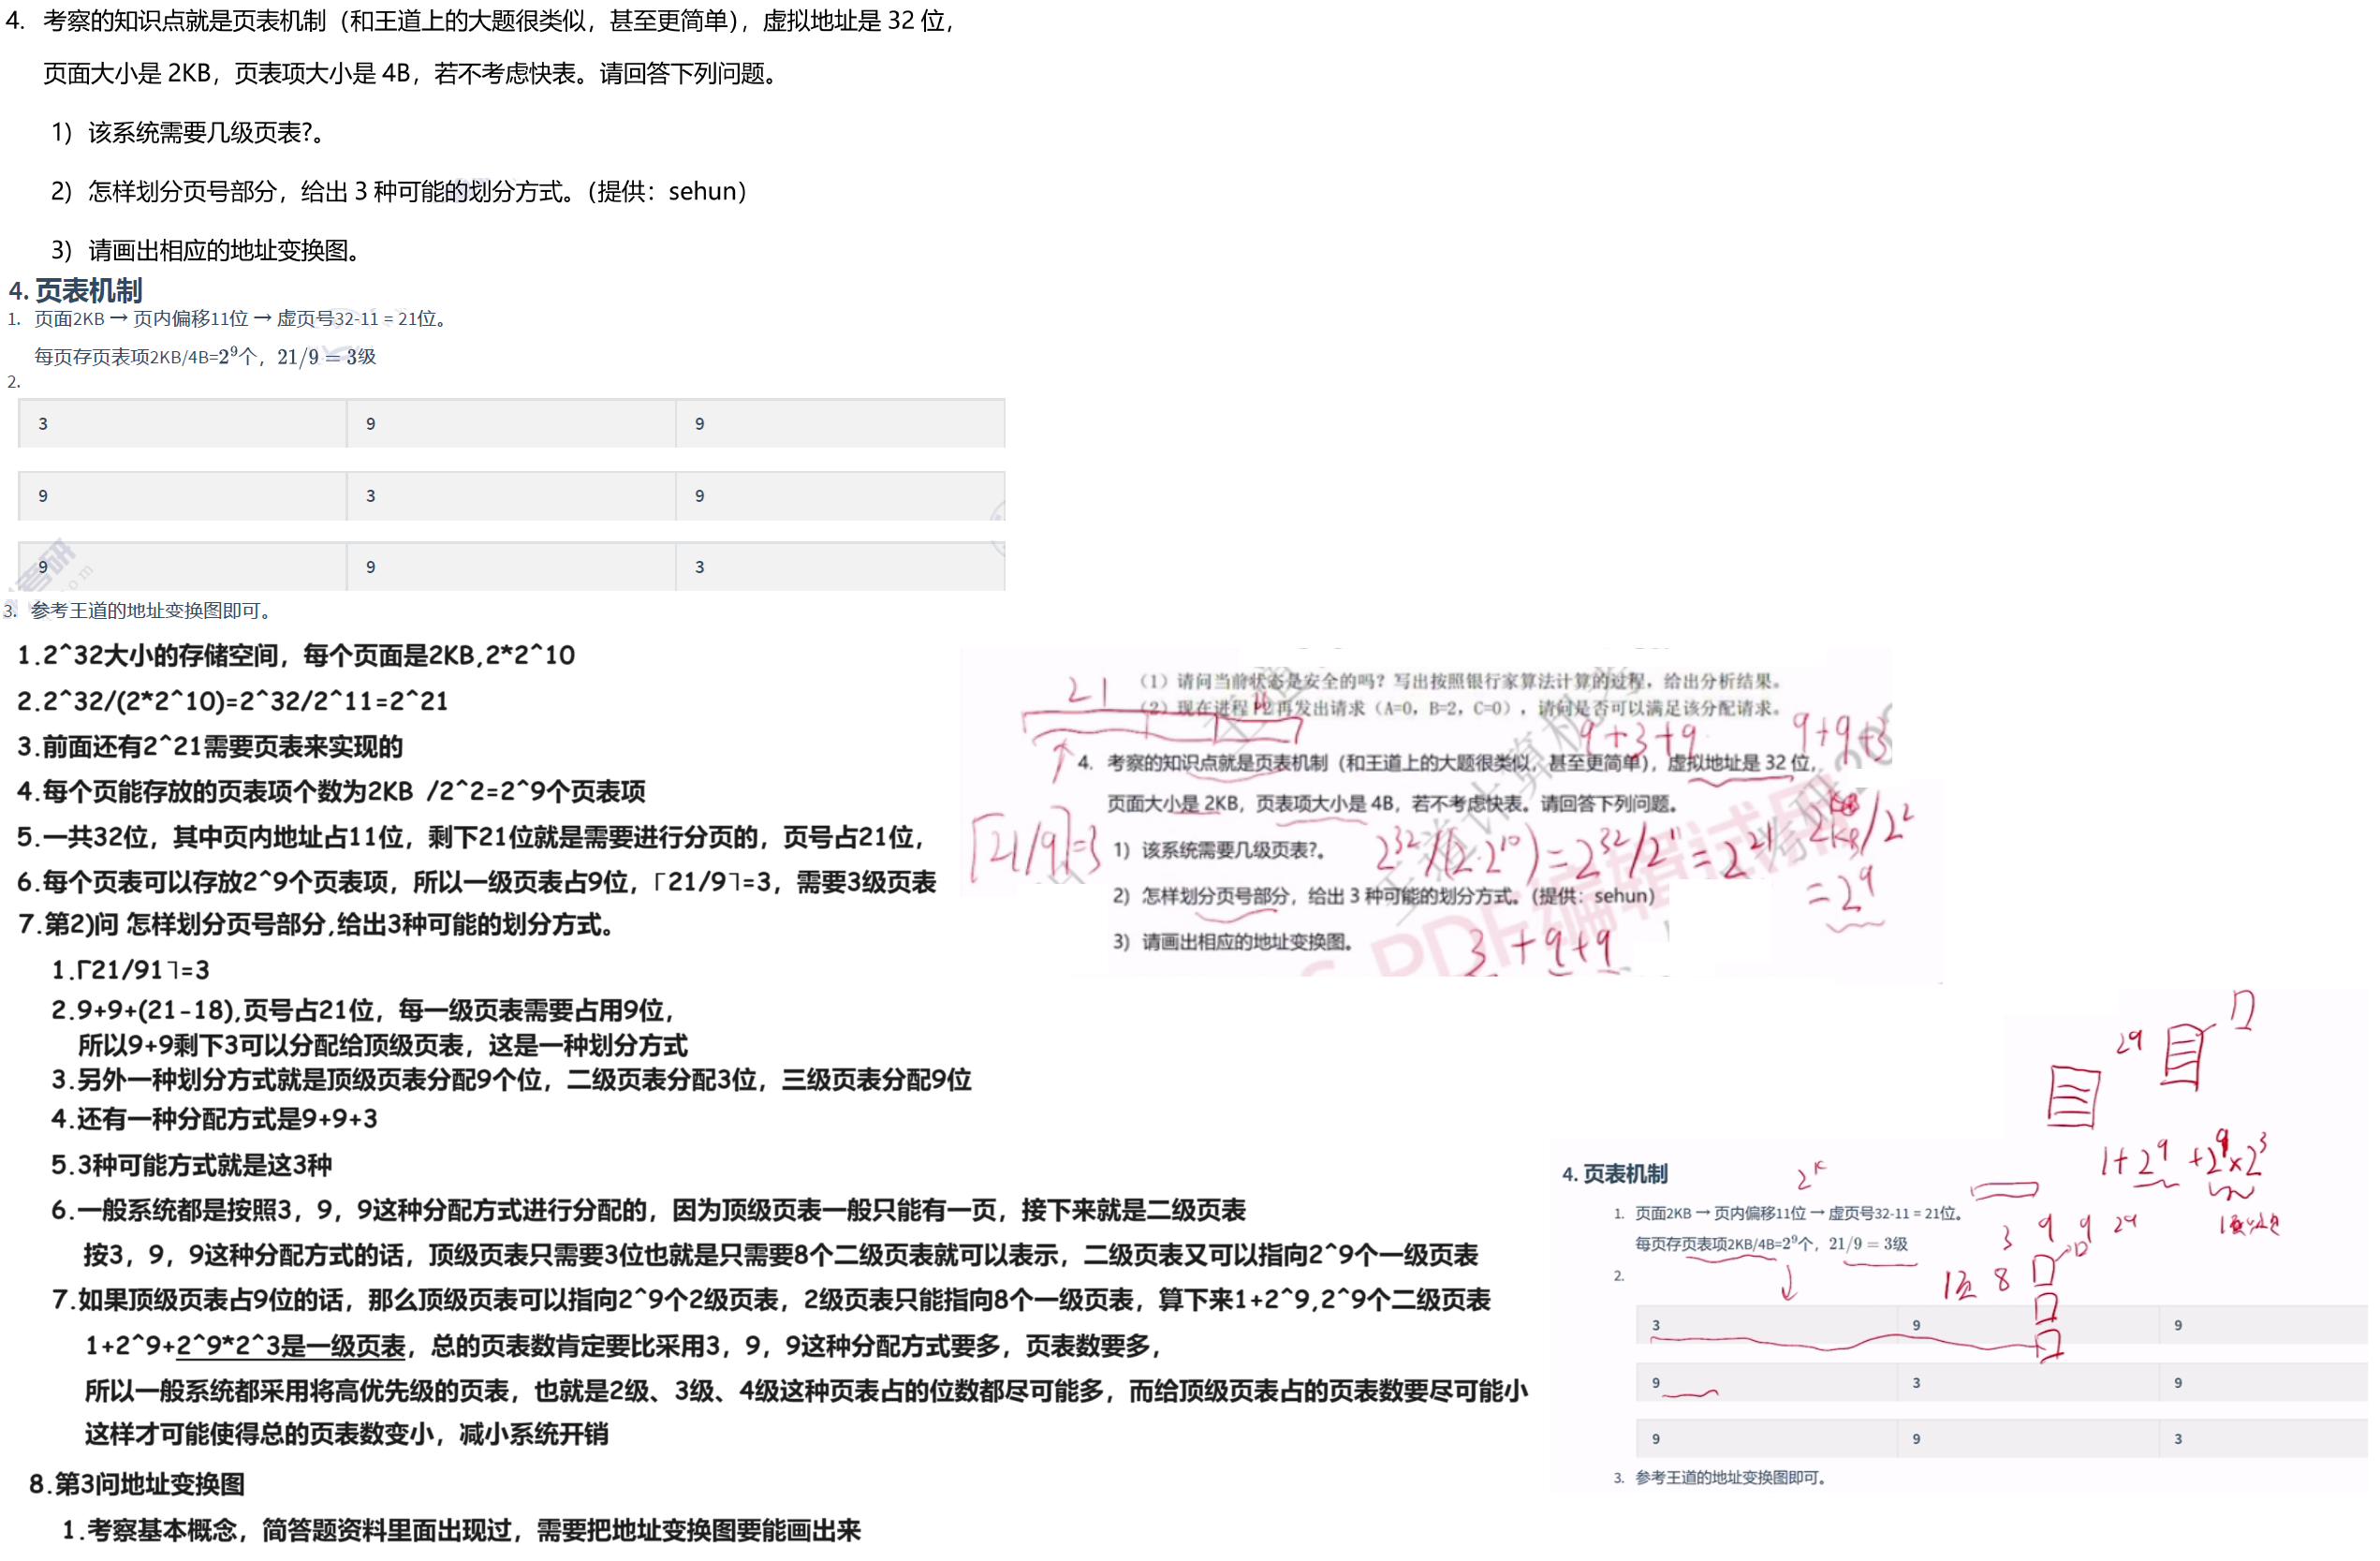 4. 考察的知识点就是页表机制（和王道上的大题很类似，甚至更简单），虚拟地址是 32 位，
页面大小是 2KB，页表项大小是 4B，若不考虑快表。请回答下列问题。
1) 该系统需要几级页表?。
2) 怎样划分页号部分，给出 3 种可能的划分方式。（提供：sehun）
3) 请画出相应的地址变换图。
4. 页表机制
1. 页面2KB → 页内偏移11位 → 虚页号32-11 = 21位。
每页存页表项2KB/4B=2^9个，21/9 = 3级
2.
3 9 9
9 3 9
9 9 3
3. 参考王道的地址变换图即可。
1.2^32大小的存储空间，每个页面是2KB,2*2^10
2.2^32/(2*2^10)=2^32/2^11=2^21
3.前面还有2^21需要页表来实现的
4.每个页能存放的页表项个数为2KB /2^2=2^9个页表项
5.一共32位，其中页内地址占11位，剩下21位就是需要进行分页的，页号占21位，
6.每个页表可以存放2^9个页表项，所以一级页表占9位，「21/9㇕=3，需要3级页表
7.第2)问 怎样划分页号部分,给出3种可能的划分方式。
1.「21/91㇕=3
2.9+9+(21-18),页号占21位，每一级页表需要占用9位，
所以9+9剩下3可以分配给顶级页表，这是一种划分方式
3.另外一种划分方式就是顶级页表分配9个位，二级页表分配3位，三级页表分配9位
4.还有一种分配方式是9+9+3
5.3种可能方式就是这3种
6.一般系统都是按照3，9，9这种分配方式进行分配的，因为顶级页表一般只能有一页，接下来就是二级页表
按3，9，9这种分配方式的话，顶级页表只需要3位也就是只需要8个二级页表就可以表示，二级页表又可以指向2^9个一级页表
7.如果顶级页表占9位的话，那么顶级页表可以指向2^9个2级页表，2级页表只能指向8个一级页表，算下来1+2^9,2^9个二级页表
1+2^9+2^9*2^3是一级页表，总的页表数肯定要比采用3，9，9这种分配方式要多，页表数要多，
所以一般系统都采用将高优先级的页表，也就是2级、3级、4级这种页表占的位数都尽可能多，而给顶级页表占的页表数要尽可能小
这样才可能使得总的页表数变小，减小系统开销
8.第3问地址变换图
1.考察基本概念，简答题资料里面出现过，需要把地址变换图要能画出来
21
（1）请问当前状态是安全的吗？写出按照银行家算法计算的过程，给出分析结果。
（2）现在进程 P2 再发出请求（A=0，B=2，C=0），请问是否可以满足该分配请求。
9+3+9
9+9+3
4. 考察的知识点就是页表机制（和王道上的大题很类似，甚至更简单），虚拟地址是 32 位，
页面大小是 2KB，页表项大小是 4B，若不考虑快表。请回答下列问题。
⌈21/9⌉=3
1) 该系统需要几级页表?。
2^32/(2·2^10)=2^32/2^11=2^21
2KB/2^2
=2^9
2) 怎样划分页号部分，给出 3 种可能的划分方式。（提供：sehun）
3) 请画出相应的地址变换图。
3+9+9
2^9
1+2^9+2^9×2^3
4. 页表机制
1. 页面2KB → 页内偏移11位 → 虚页号32-11 = 21位。
3 9 9 2^9
每页存页表项2KB/4B=2^9个，21/9 = 3级
2.
1页 8
3 9 9
9 3 9
9 9 3
3. 参考王道的地址变换图即可。